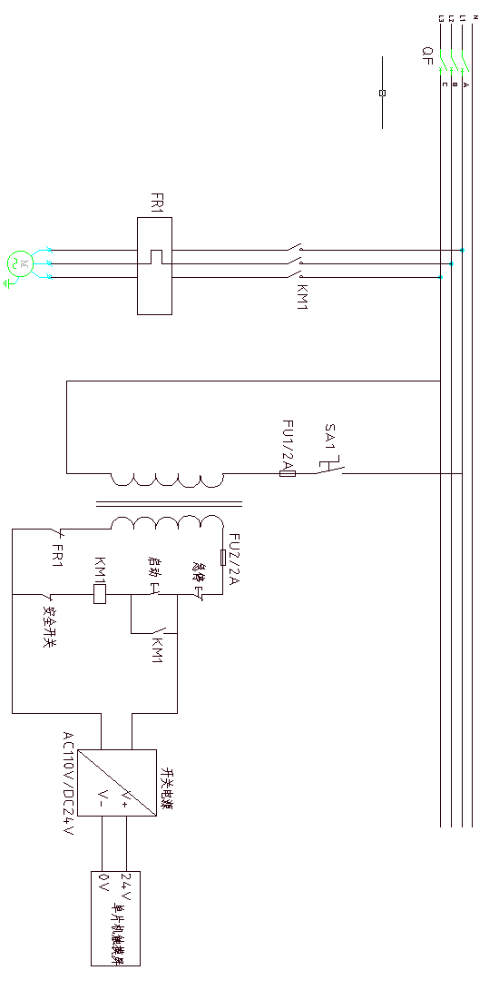 L3
L2
L1
N
QF
C
B
A
FR1
KM1
FU1/2A
SA1
FU2/2A
FR1
KM1
启动
急停
安全开关
KM1
AC110V/DC24V
开关电源
V+
V-
24V
0V
单片机触摸屏
M